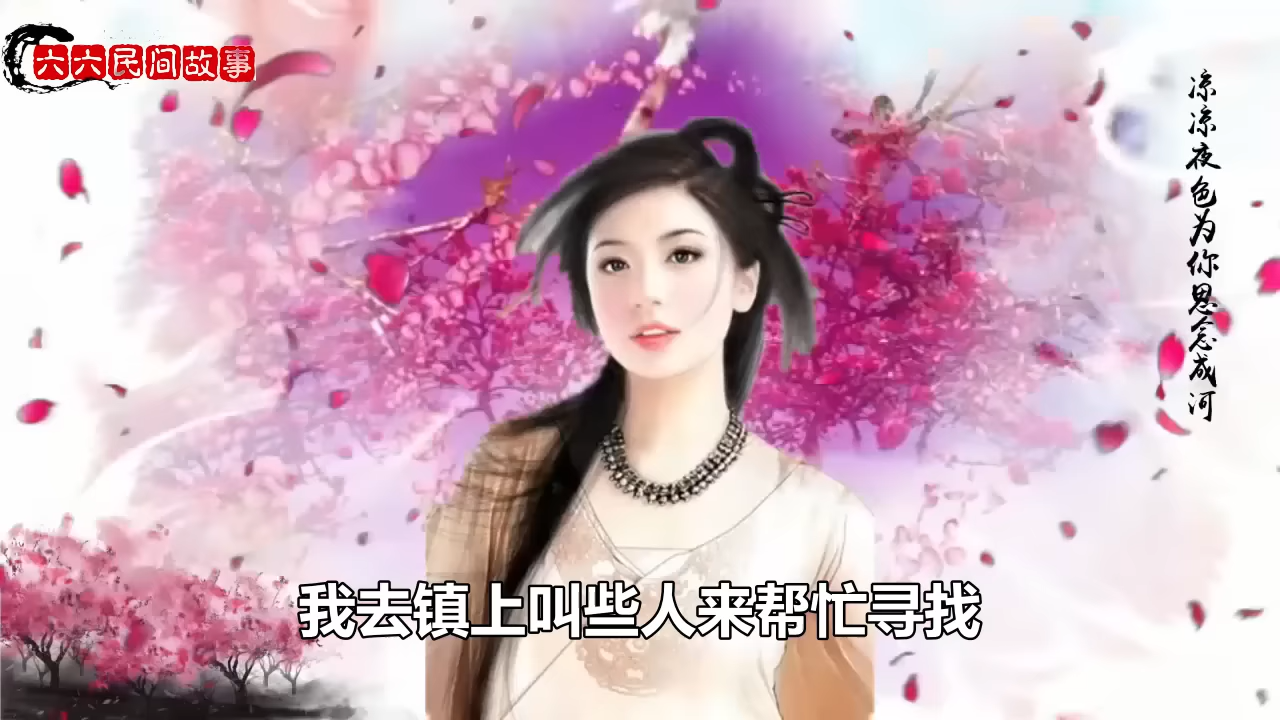 六六民间故事
凉凉夜色为你思念成河
我去镇上叫些人来帮忙寻找